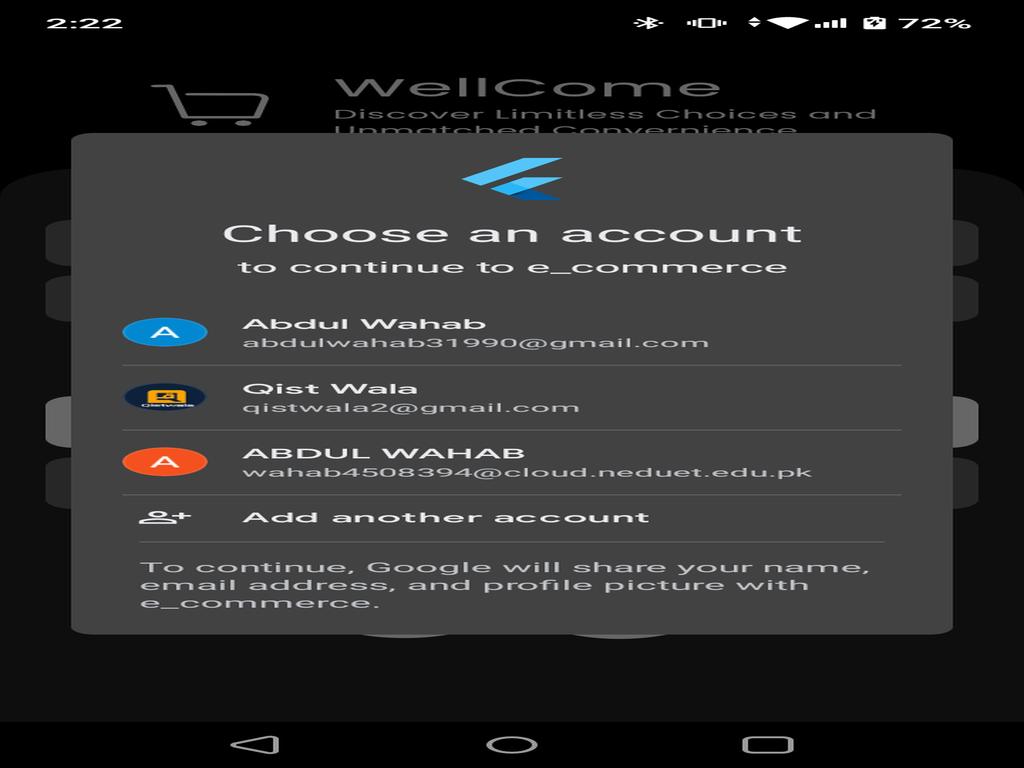 2:22
72%
WellCome
Discover Limitless Choices and
Unmatched Convernience
Choose an account
to continue to e_commerce
A
Abdul Wahab
abdulwahab31990@gmail.com
Qistwala
Qist Wala
qistwala2@gmail.com
A
ABDUL WAHAB
wahab4508394@cloud.neduet.edu.pk
Add another account
To continue, Google will share your name,
email address, and profile picture with
e_commerce.